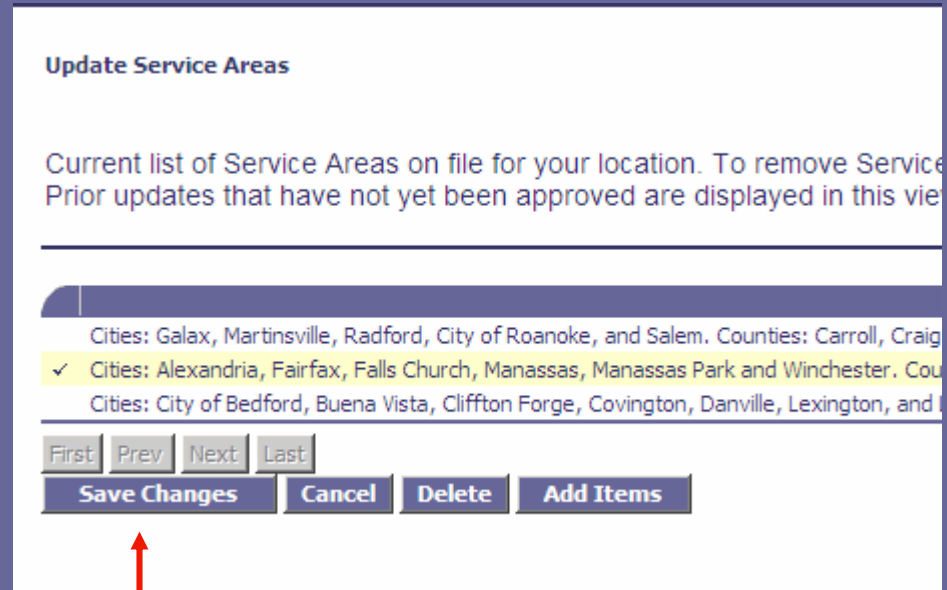 Update Service Areas
Current list of Service Areas on file for your location. To remove Service
Prior updates that have not yet been approved are displayed in this vie
Cities: Galax, Martinsville, Radford, City of Roanoke, and Salem. Counties: Carroll, Craig
✓ Cities: Alexandria, Fairfax, Falls Church, Manassas, Manassas Park and Winchester. Cou
Cities: City of Bedford, Buena Vista, Cliffton Forge, Covington, Danville, Lexington, and
First Prev Next Last
Save Changes Cancel Delete Add Items